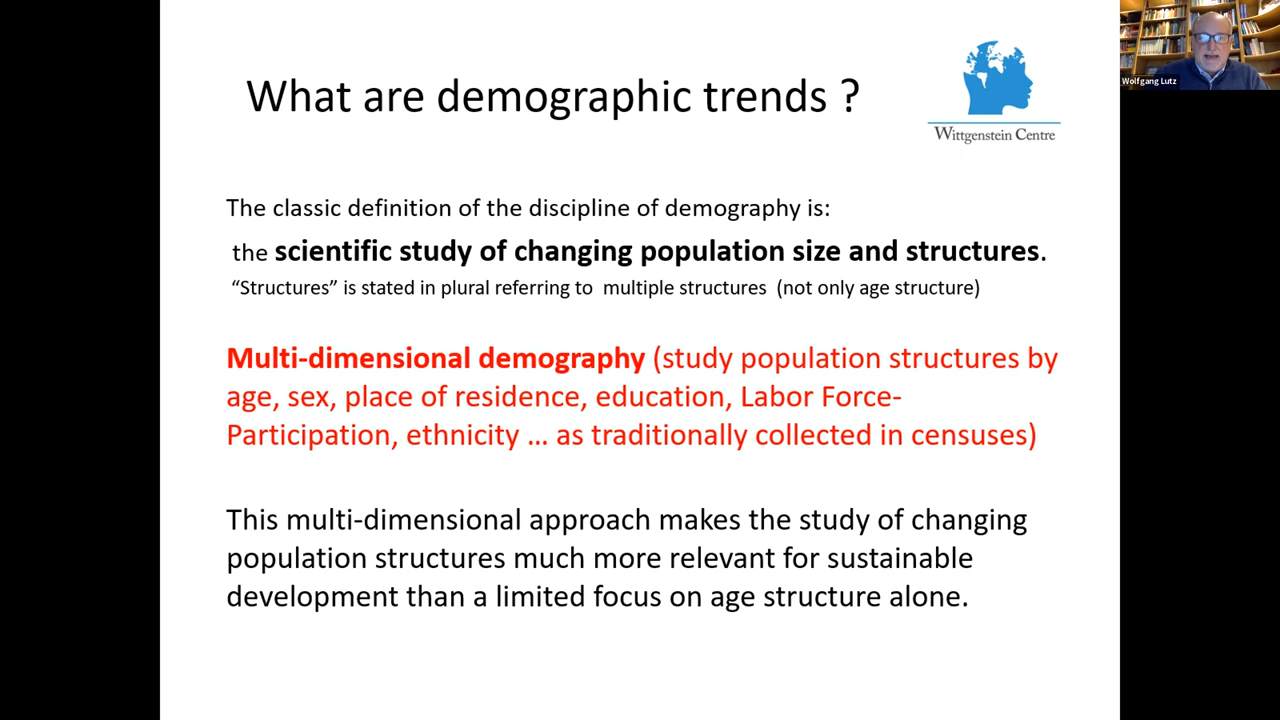 What are demographic trends ?
Wittgenstein Centre
Wolfgang Lutz
The classic definition of the discipline of demography is:
the scientific study of changing population size and structures.
“Structures” is stated in plural referring to multiple structures (not only age structure)
Multi-dimensional demography (study population structures by
age, sex, place of residence, education, Labor Force-
Participation, ethnicity ... as traditionally collected in censuses)
This multi-dimensional approach makes the study of changing
population structures much more relevant for sustainable
development than a limited focus on age structure alone.